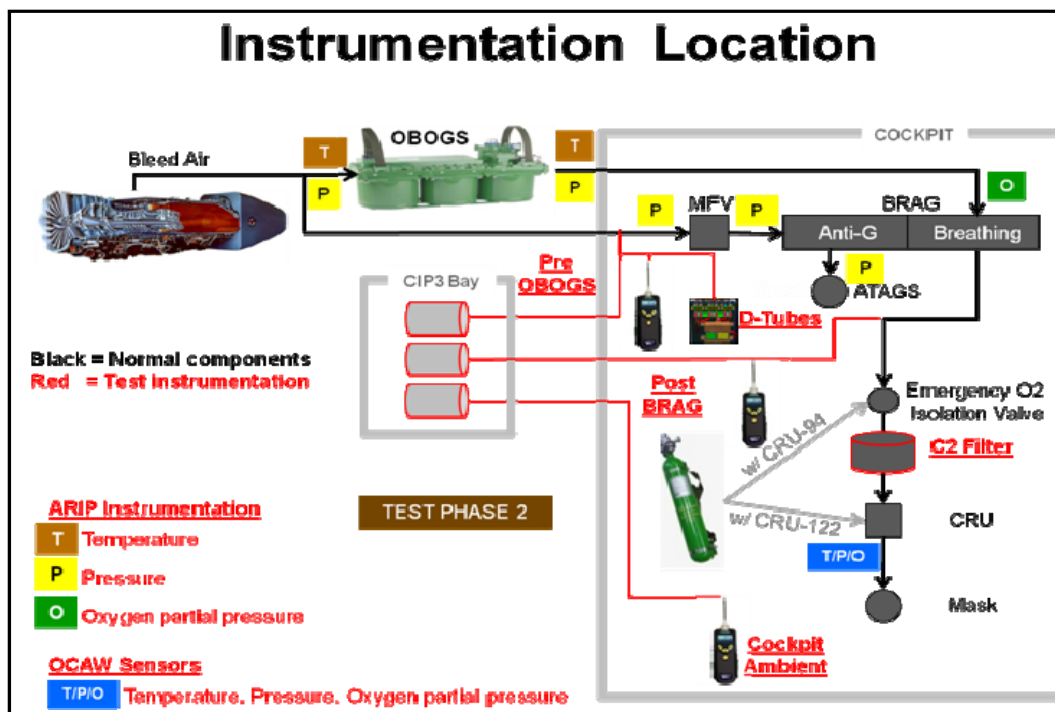 Instrumentation Location
OBOGS
COCKPIT
T
T
Bleed Air
P
P
O
P
MFV
P
BRAG
Anti-G
Breathing
Pre
OBOGS
CIP3 Bay
P
ATAGS
D-Tubes
Black = Normal components
Red = Test instrumentation
Post
BRAG
Emergency O2
Isolation Valve
w/ CRU-94
C2 Filter
ARIP Instrumentation
TEST PHASE 2
w/ CRU-122
CRU
T Temperature
T/P/O
P Pressure
O Oxygen partial pressure
Mask
Cockpit
Ambient
OCAW Sensors
T/P/O Temperature, Pressure, Oxygen partial pressure